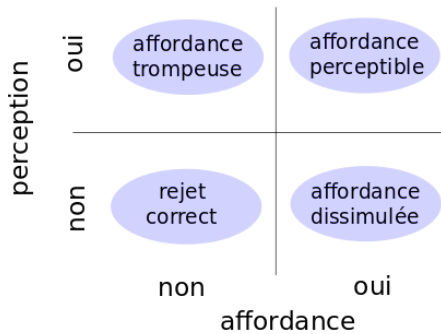 perception
oui
affordance
trompeuse
affordance
perceptible
non
rejet
correct
affordance
dissimulée
non
oui
affordance